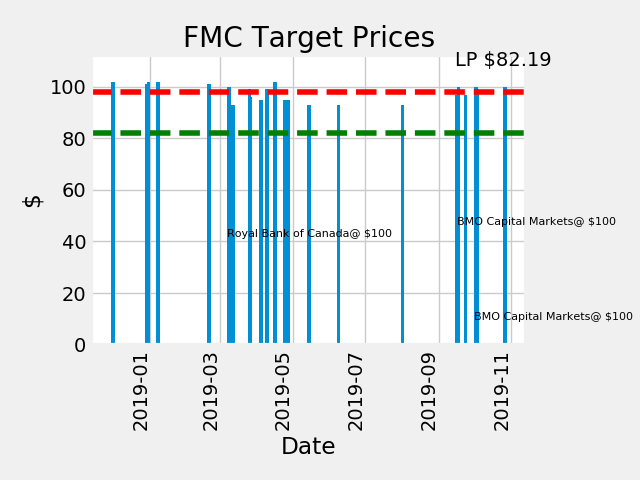 FMC Target Prices
LP $82.19
100
80
60
40
20
0
$
BMO Capital Markets@ $100
Royal Bank of Canada@ $100
BMO Capital Markets@ $100
2019-01
2019-03
2019-05
2019-07
2019-09
2019-11
Date